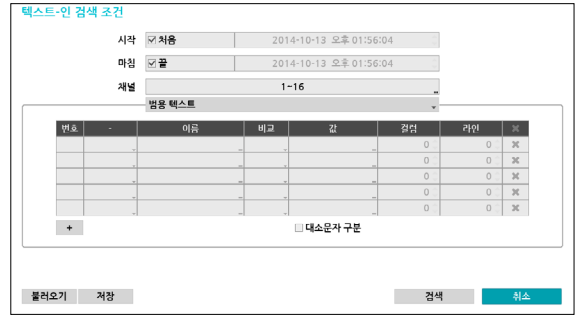 텍스트-인 검색 조건
시작 처음 2014-10-13 오후 01:56:04
마침 끝 2014-10-13 오후 01:56:04
채널 1~16 ...
범용 텍스트
번호 - 이름 비교 값 컬럼 라인 ✖
... ... ... ... 0 0 ✖
... ... ... ... 0 0 ✖
... ... ... ... 0 0 ✖
... ... ... ... 0 0 ✖
... ... ... ... 0 0 ✖
+ 대소문자 구분
불러오기 저장 검색 취소